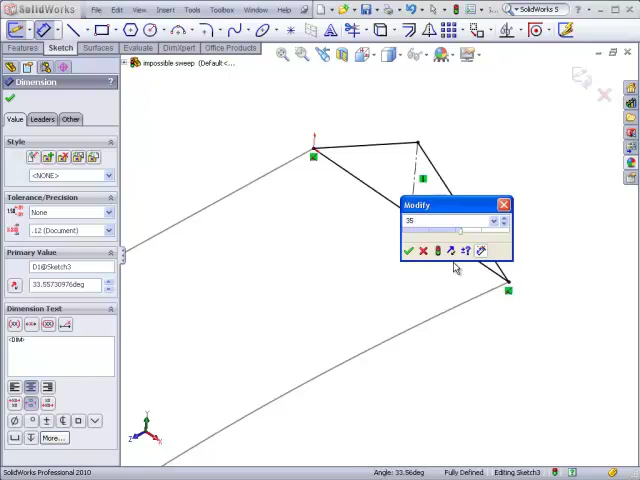 SolidWorks
File Edit View Insert Tools Toolbox Window Help
SolidWorks S
Features Sketch Surfaces Evaluate DimXpert Office Products
impossible sweep (Default<...
Dimension
Value Leaders Other
Style
<NONE>
Tolerance/Precision
None
.12 (Document)
Primary Value
D1@Sketch3
33.55730976deg
Dimension Text
<DIM>
More...
Modify
35
SolidWorks Professional 2010
Angle: 33.56deg Fully Defined Editing Sketch3